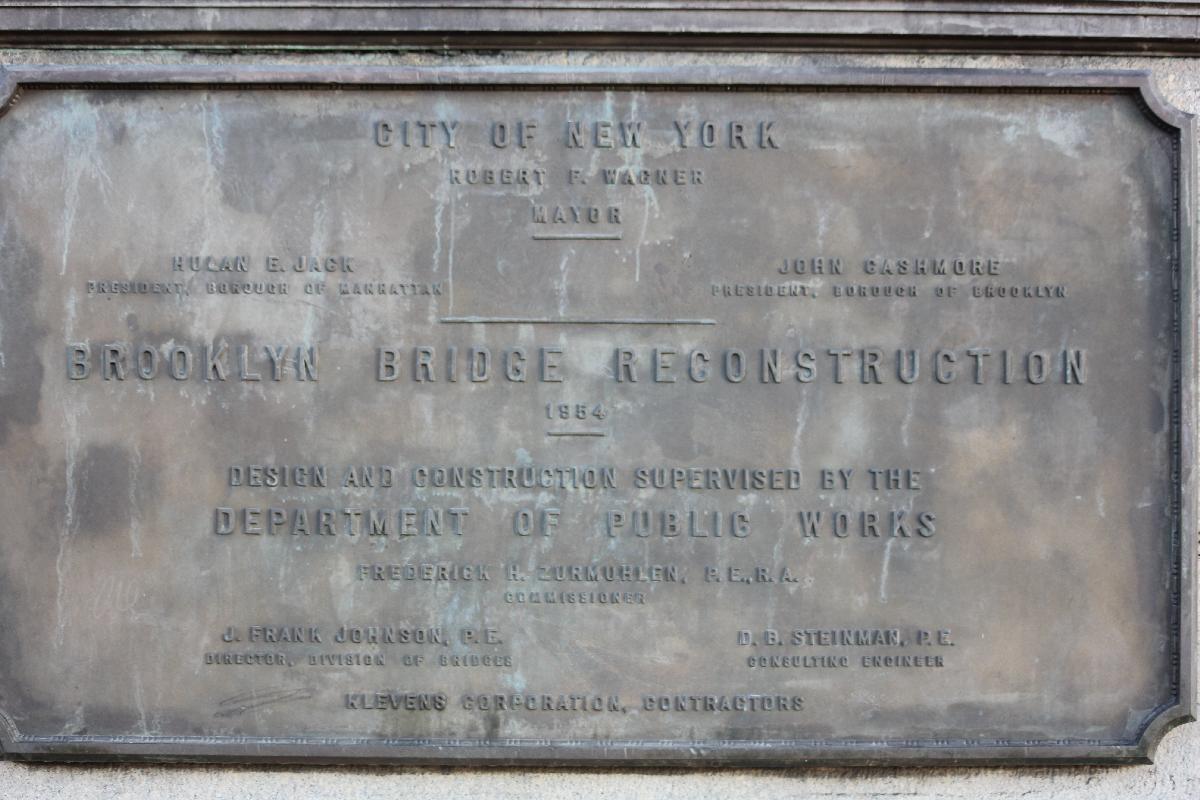 CITY OF NEW YORK
ROBERT F. WAGNER
MAYOR
HULAN E. JACK
PRESIDENT, BOROUGH OF MANHATTAN
JOHN CASHMORE
PRESIDENT, BOROUGH OF BROOKLYN
BROOKLYN BRIDGE RECONSTRUCTION
1954
DESIGN AND CONSTRUCTION SUPERVISED BY THE
DEPARTMENT OF PUBLIC WORKS
FREDERICK H. ZURMUHLEN, P.E., R.A.
COMMISSIONER
J. FRANK JOHNSON, P.E.
DIRECTOR, DIVISION OF BRIDGES
D. B. STEINMAN, P.E.
CONSULTING ENGINEER
KLEVENS CORPORATION, CONTRACTORS